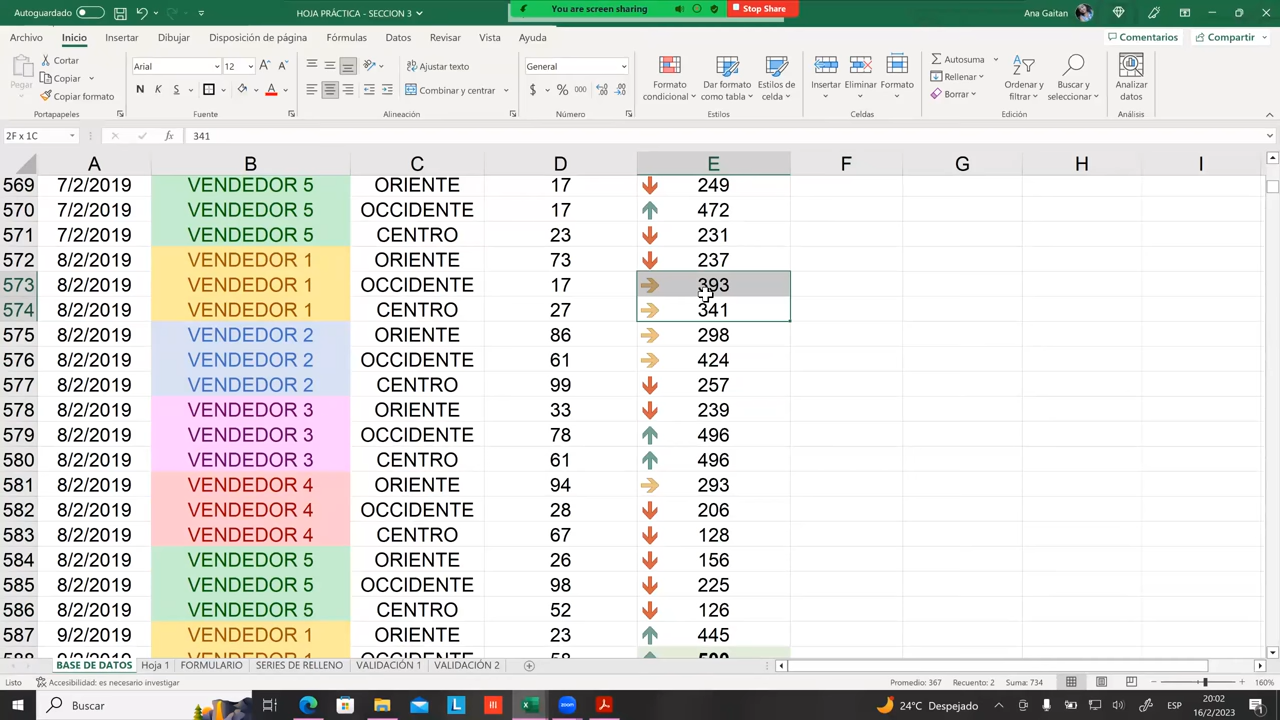 Autoguardado
HOJA PRÁCTICA - SECCION 3
You are screen sharing
Stop Share
Ana Gaitan
Archivo Inicio Insertar Dibujar Disposición de página Fórmulas Datos Revisar Vista Ayuda
Comentarios
Compartir
Pegar
Cortar
Copiar
Copiar formato
Portapapeles
Arial 12
N K S
Fuente
Ajustar texto
Combinar y centrar
Alineación
General
$ % 000
Número
Formato condicional
Dar formato como tabla
Estilos de celda
Estilos
Insertar
Eliminar
Formato
Celdas
Autosuma
Rellenar
Borrar
Ordenar y filtrar
Buscar y seleccionar
Edición
Analizar datos
Análisis
2F x 1C fx 341
A B C D E F G H I
569 7/2/2019 VENDEDOR 5 ORIENTE 17 249
570 7/2/2019 VENDEDOR 5 OCCIDENTE 17 472
571 7/2/2019 VENDEDOR 5 CENTRO 23 231
572 8/2/2019 VENDEDOR 1 ORIENTE 73 237
573 8/2/2019 VENDEDOR 1 OCCIDENTE 17 393
574 8/2/2019 VENDEDOR 1 CENTRO 27 341
575 8/2/2019 VENDEDOR 2 ORIENTE 86 298
576 8/2/2019 VENDEDOR 2 OCCIDENTE 61 424
577 8/2/2019 VENDEDOR 2 CENTRO 99 257
578 8/2/2019 VENDEDOR 3 ORIENTE 33 239
579 8/2/2019 VENDEDOR 3 OCCIDENTE 78 496
580 8/2/2019 VENDEDOR 3 CENTRO 61 496
581 8/2/2019 VENDEDOR 4 ORIENTE 94 293
582 8/2/2019 VENDEDOR 4 OCCIDENTE 28 206
583 8/2/2019 VENDEDOR 4 CENTRO 67 128
584 8/2/2019 VENDEDOR 5 ORIENTE 26 156
585 8/2/2019 VENDEDOR 5 OCCIDENTE 98 225
586 8/2/2019 VENDEDOR 5 CENTRO 52 126
587 9/2/2019 VENDEDOR 1 ORIENTE 23 445
588 9/2/2019 VENDEDOR 1 OCCIDENTE 58 500
BASE DE DATOS Hoja 1 FORMULARIO SERIES DE RELLENO VALIDACIÓN 1 VALIDACIÓN 2
Listo Accesibilidad: es necesario investigar Promedio: 367 Recuento: 2 Suma: 734 160%
Buscar
zoom
24°C Despejado
ESP
20:02
16/2/2023